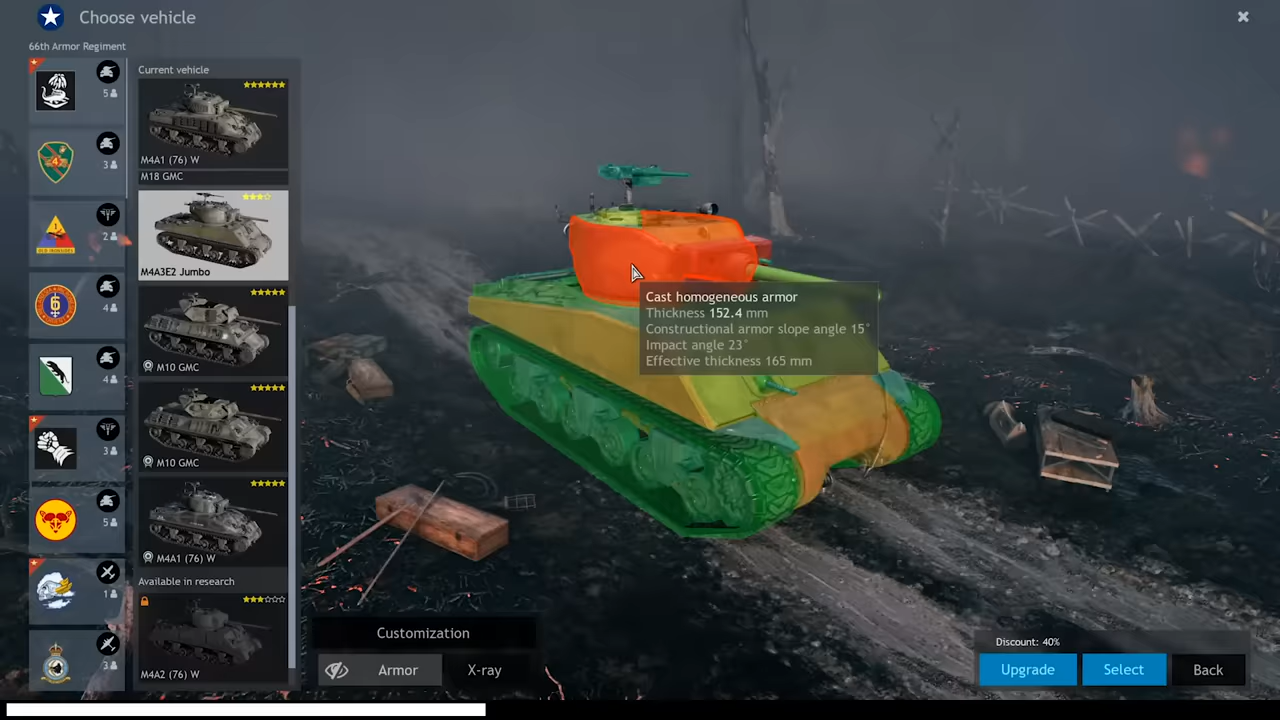 Choose vehicle
66th Armor Regiment
Current vehicle
5
M4A1 (76) W
M18 GMC
3
M4A3E2 Jumbo
2
4
M10 GMC
4
M10 GMC
3
M4A1 (76) W
5
Available in research
1
M4A2 (76) W
3
Cast homogeneous armor
Thickness 152.4 mm
Constructional armor slope angle 15°
Impact angle 23°
Effective thickness 165 mm
Customization
Armor
X-ray
Discount: 40%
Upgrade
Select
Back